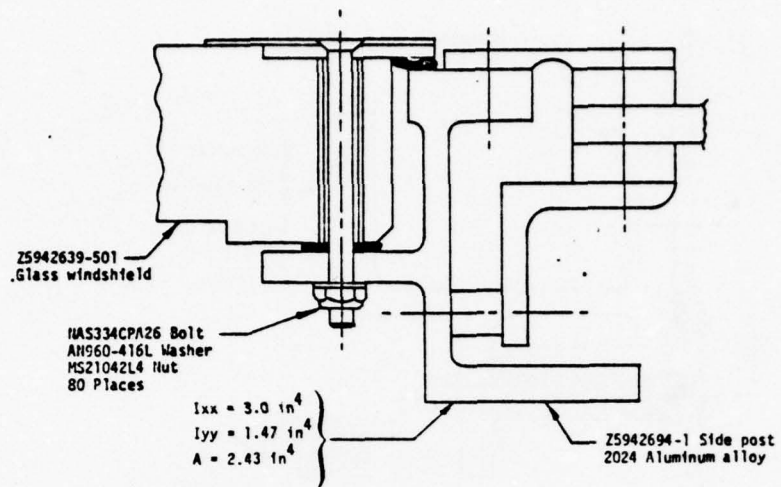 Z5942639-501
Glass windshield
NAS334CPA26 Bolt
AN960-416L Washer
MS21042L4 Nut
80 Places
Ixx = 3.0 in⁴
Iyy = 1.47 in⁴
A = 2.43 in⁴
Z5942694-1 Side post
2024 Aluminum alloy